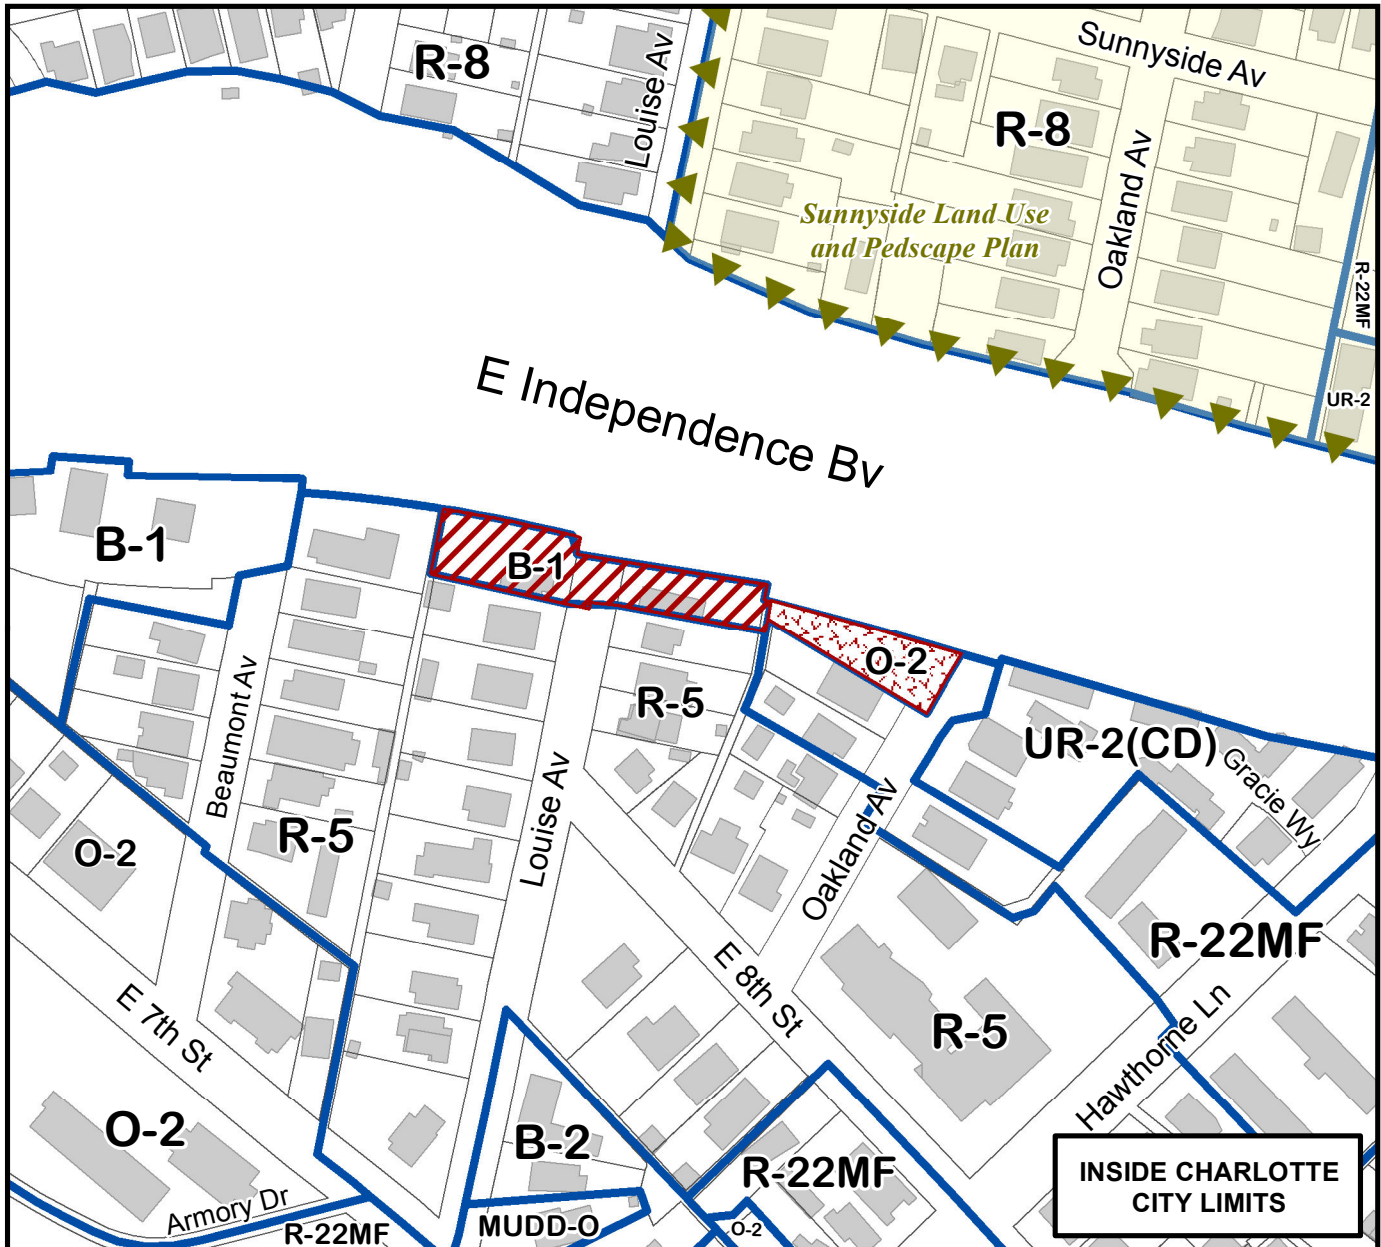 Sunnyside Av
R-8
Louise Av
R-8
Oakland Av
Sunnyside Land Use
and Pedscape Plan
R-22MF
UR-2
E Independence Bv
B-1
B-1
O-2
R-5
Beaumont Av
UR-2(CD)
Gracie Wy
Louise Av
Oakland Av
R-5
O-2
R-22MF
E 8th St
E 7th St
R-5
Hawthorne Ln
O-2
B-2
R-22MF
INSIDE CHARLOTTE
CITY LIMITS
Armory Dr
R-22MF
MUDD-O
O-2